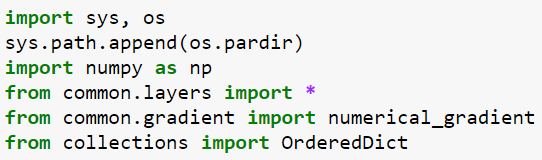 import sys, os
sys.path.append(os.pardir)
import numpy as np
from common.layers import *
from common.gradient import numerical_gradient
from collections import OrderedDict